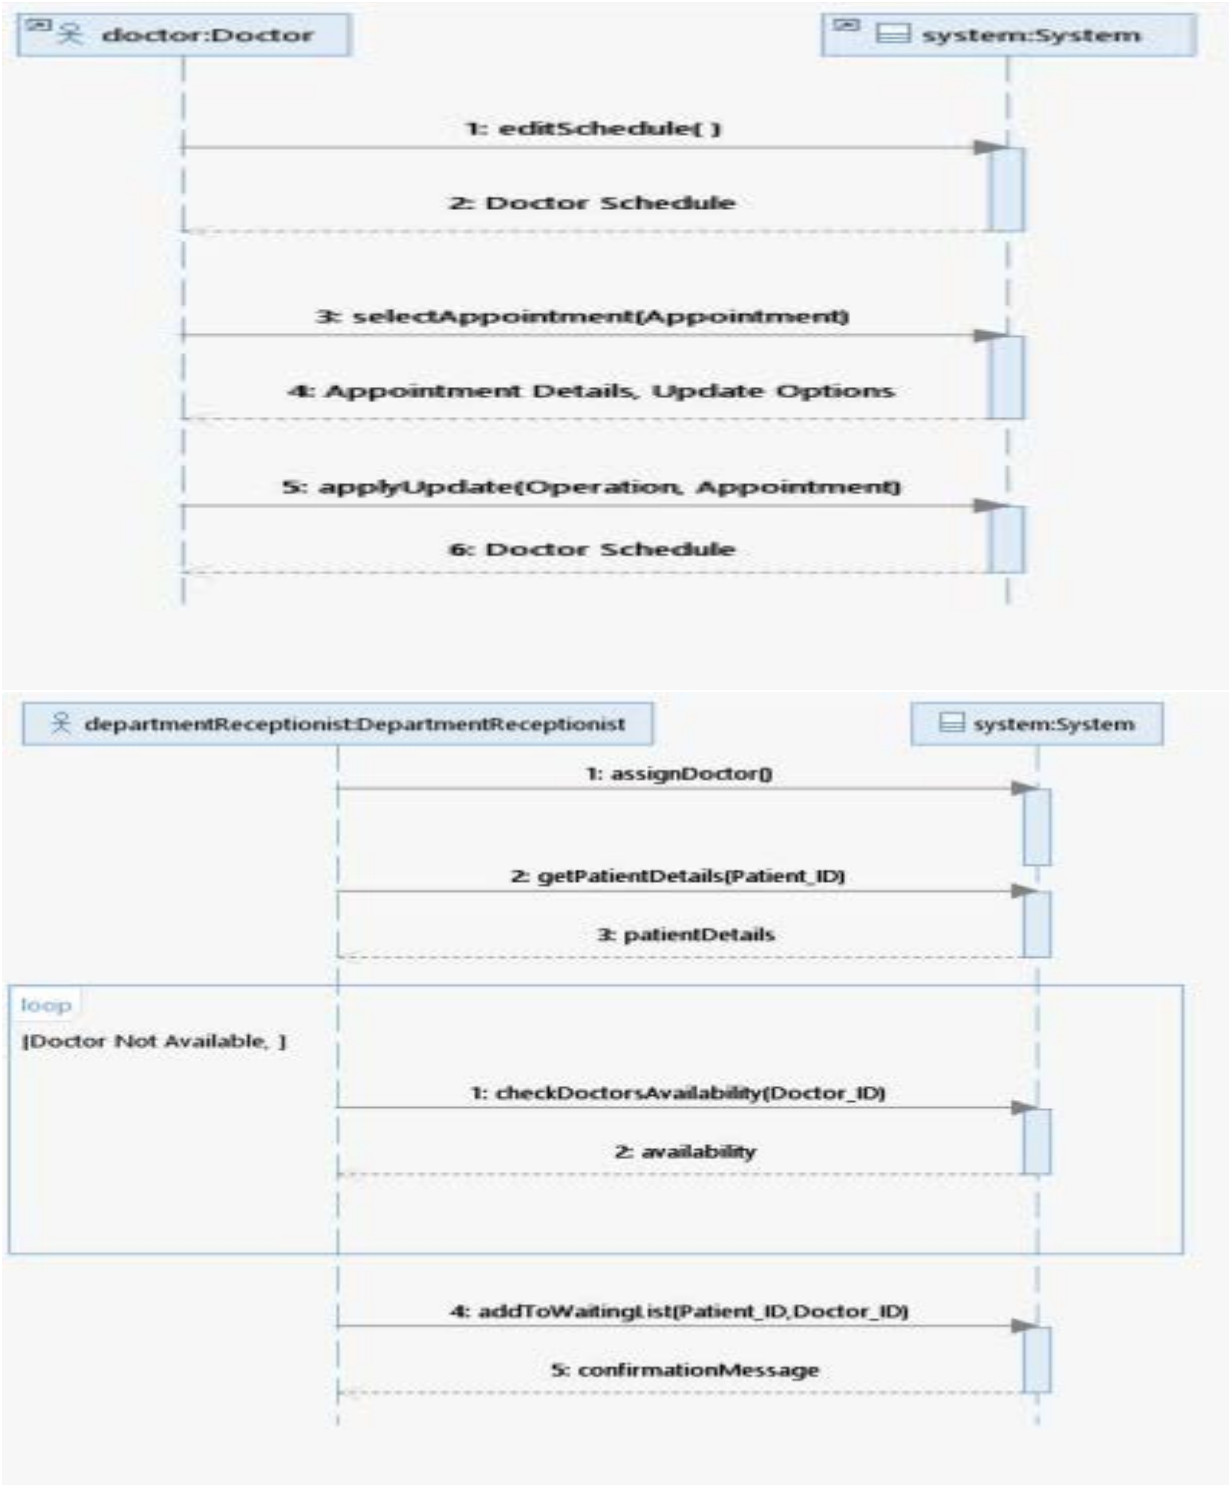 doctor:Doctor
system:System
1: editSchedule( )
2: Doctor Schedule
3: selectAppointment(Appointment)
4: Appointment Details, Update Options
5: applyUpdate(Operation, Appointment)
6: Doctor Schedule
departmentReceptionist:DepartmentReceptionist
system:System
1: assignDoctor()
2: getPatientDetails(Patient_ID)
3: patientDetails
loop
[Doctor Not Available, ]
1: checkDoctorsAvailability(Doctor_ID)
2: availability
4: addToWaitingList(Patient_ID,Doctor_ID)
5: confirmationMessage